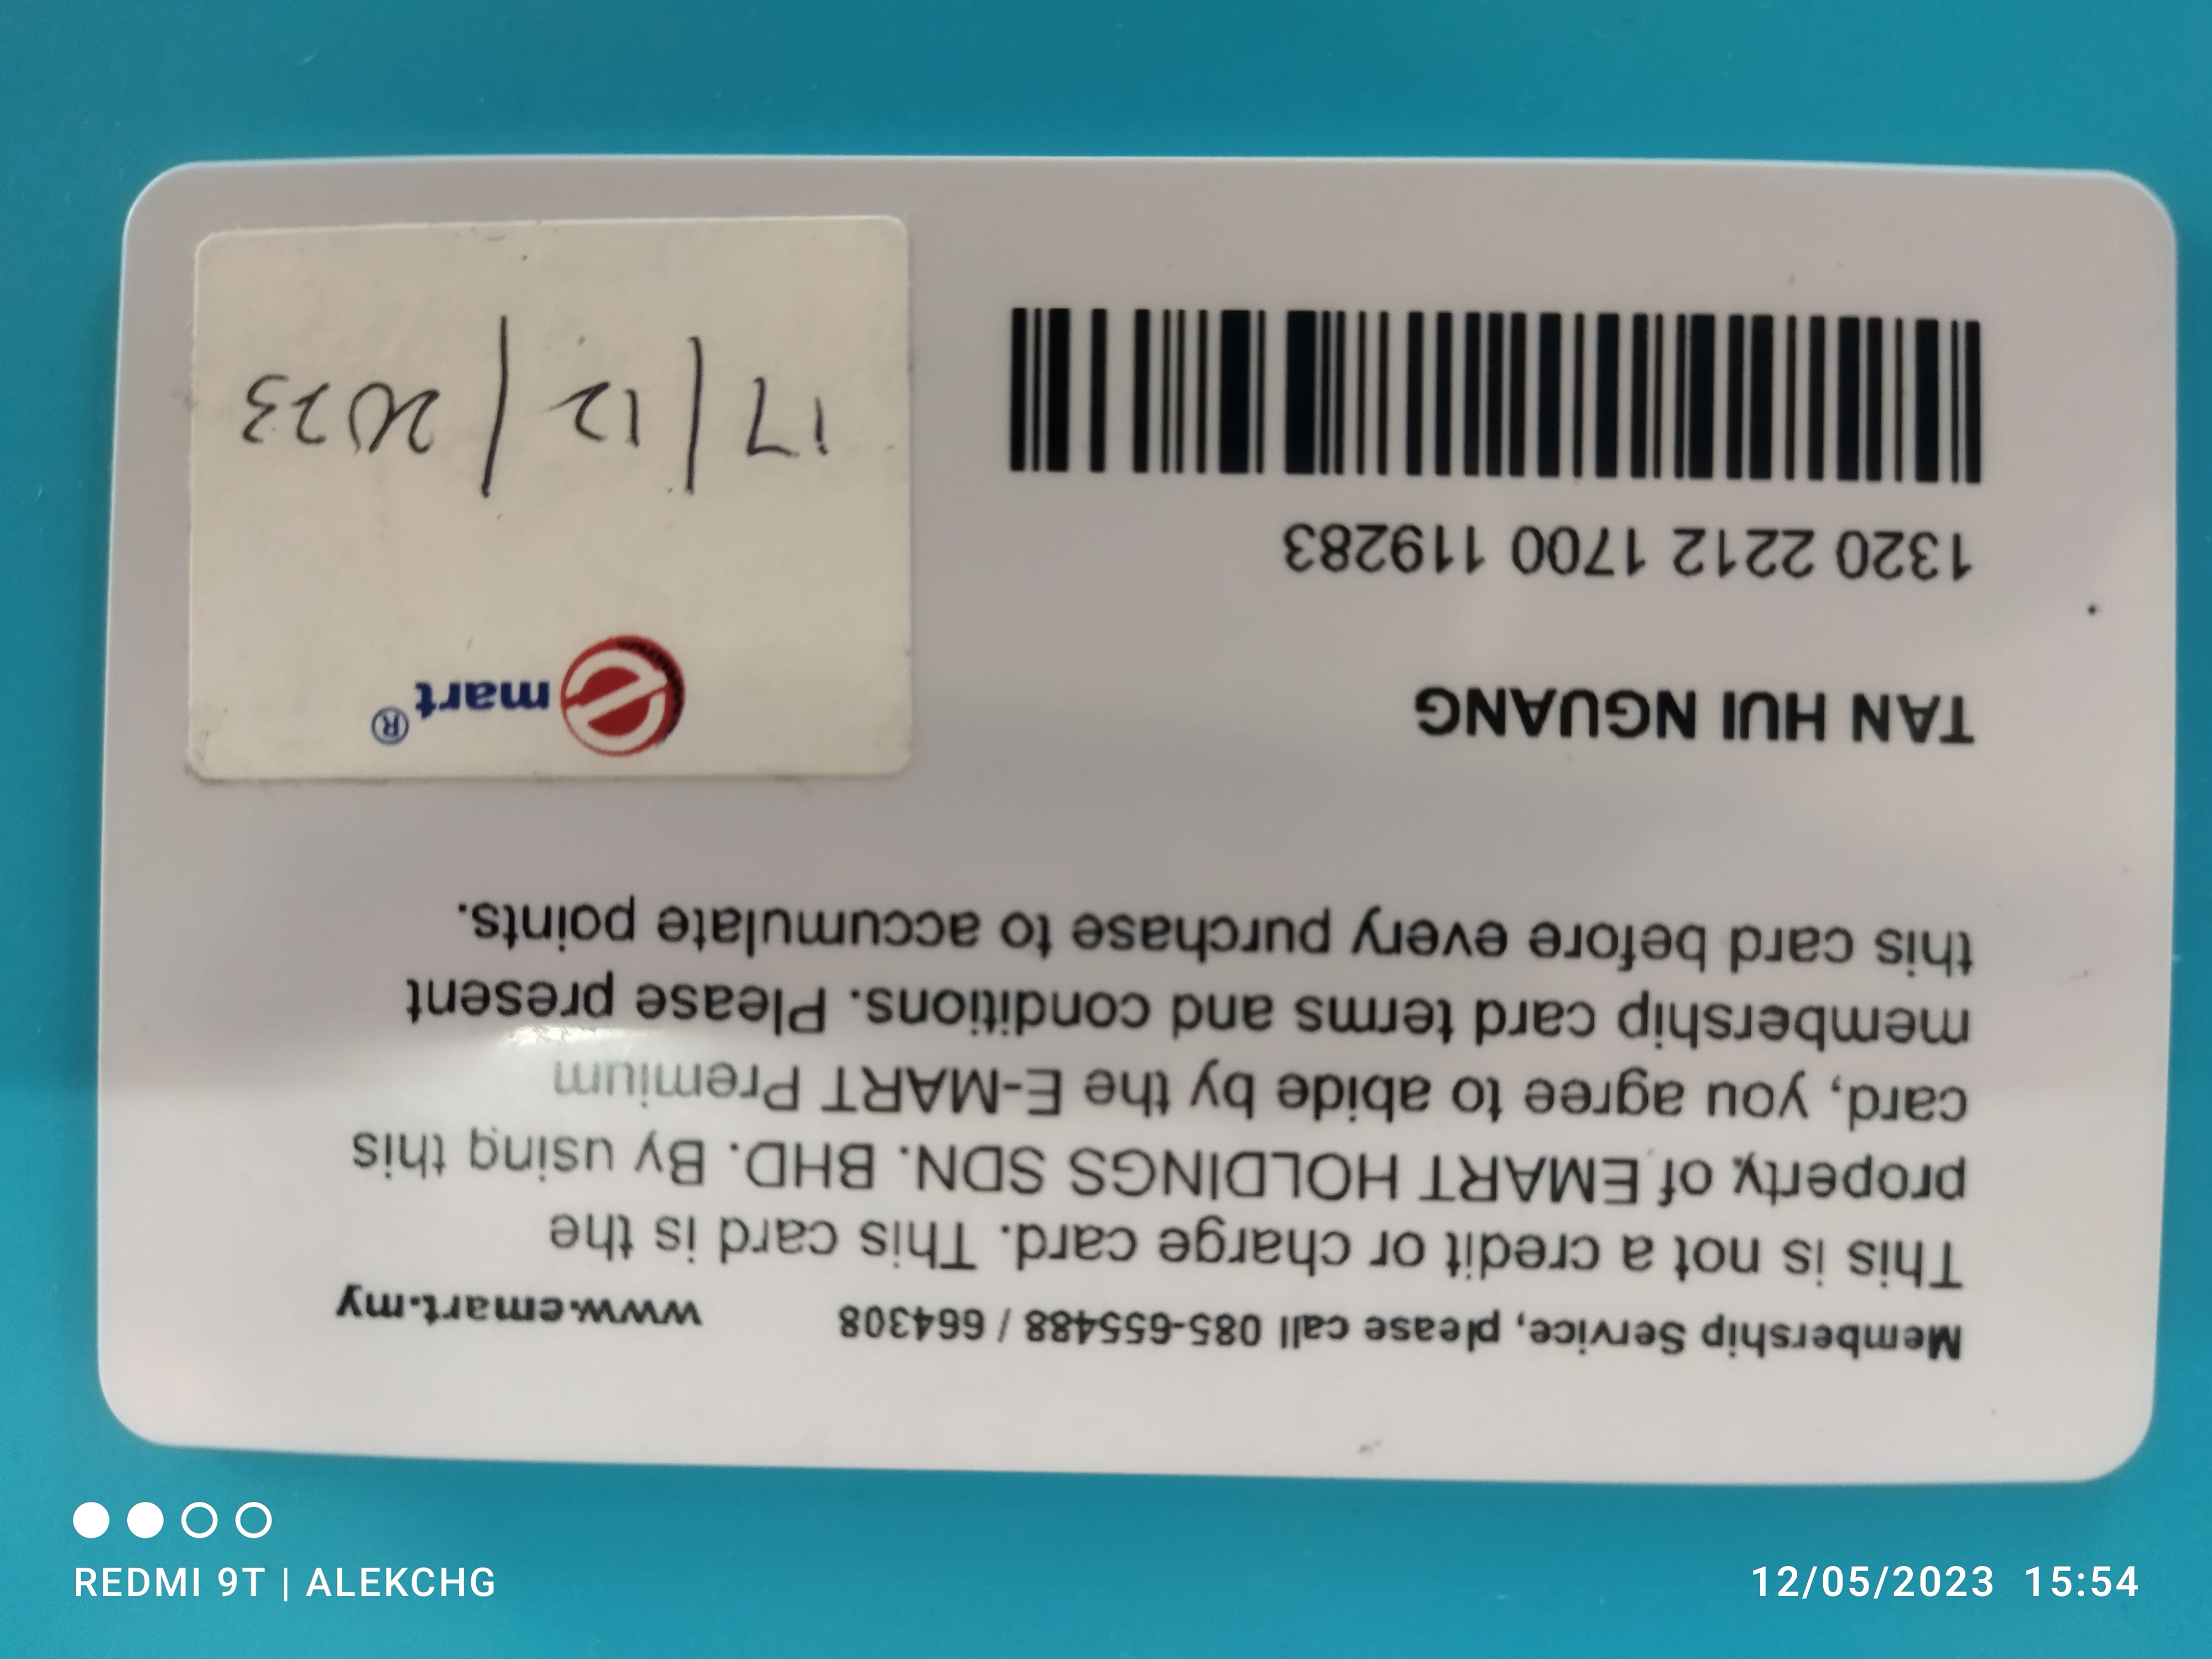 Membership Service, please call 085-655488 / 664308 www.emart.my
This is not a credit or charge card. This card is the
property of EMART HOLDINGS SDN. BHD. By using this
card, you agree to abide by the E-MART Premium
membership card terms and conditions. Please present
this card before every purchase to accumulate points.
TAN HUI NGUANG
1320 2212 1700 119283
e mart®
17/12/2023
REDMI 9T | ALEKCHG
12/05/2023 15:54